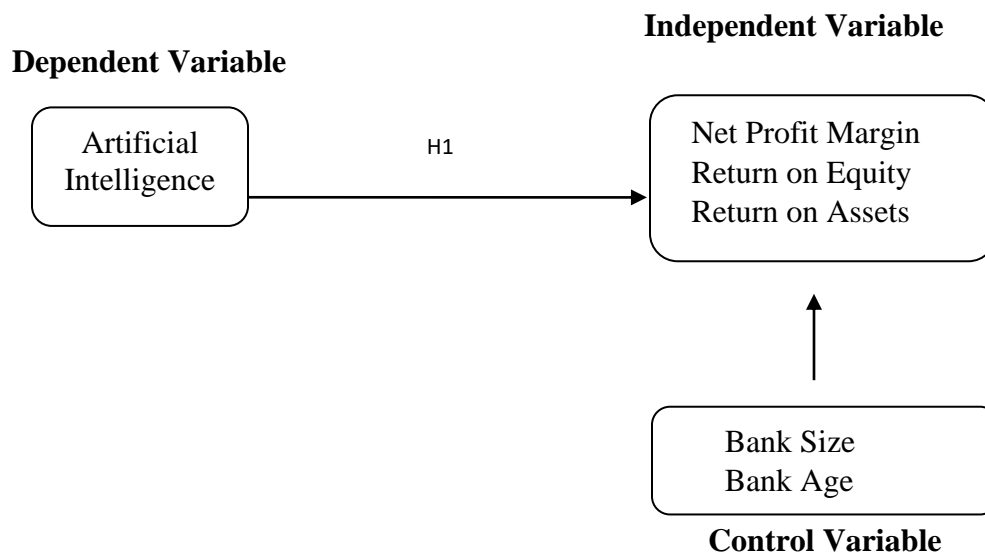 Independent Variable
Dependent Variable
Artificial
Intelligence
H1
Net Profit Margin
Return on Equity
Return on Assets
Bank Size
Bank Age
Control Variable